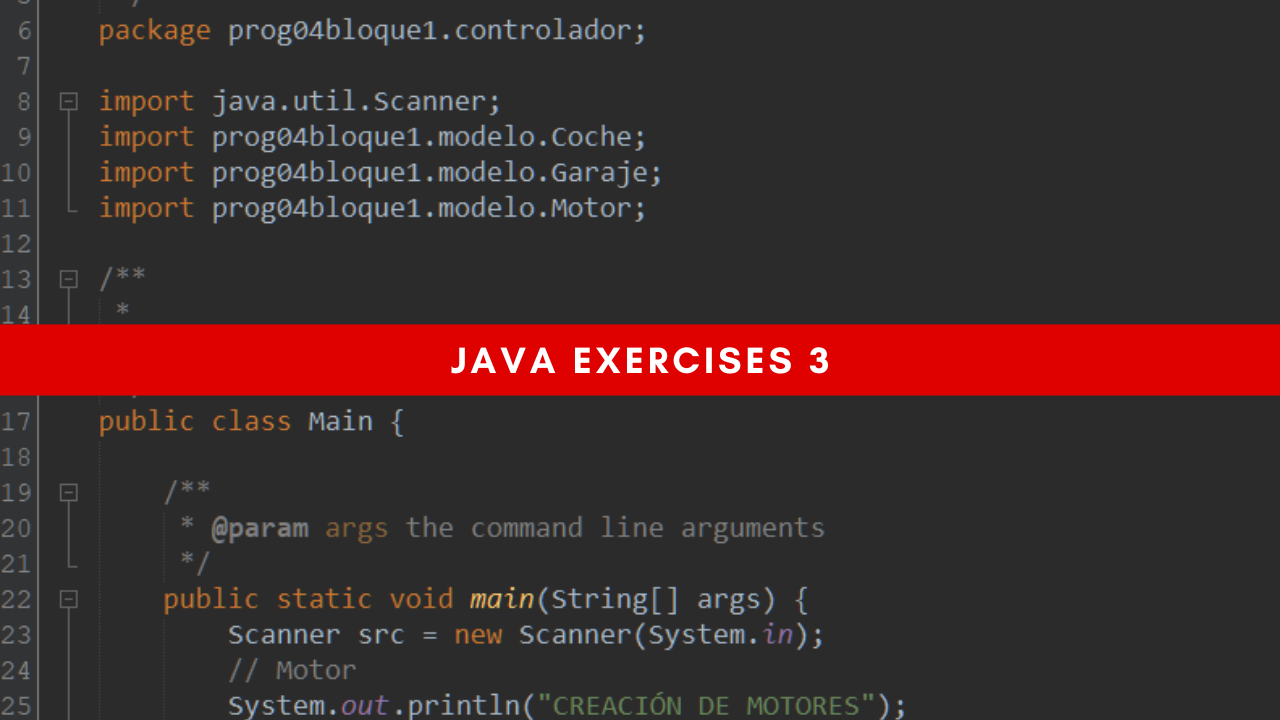 6 package prog04bloque1.controlador;
7
8 import java.util.Scanner;
9 import prog04bloque1.modelo.Coche;
10 import prog04bloque1.modelo.Garaje;
11 import prog04bloque1.modelo.Motor;
12
13 /**
14 *
JAVA EXERCISES 3
17 public class Main {
18
19 /**
20 * @param args the command line arguments
21 */
22 public static void main(String[] args) {
23 Scanner src = new Scanner(System.in);
24 // Motor
25 System.out.println("CREACIÓN DE MOTORES");